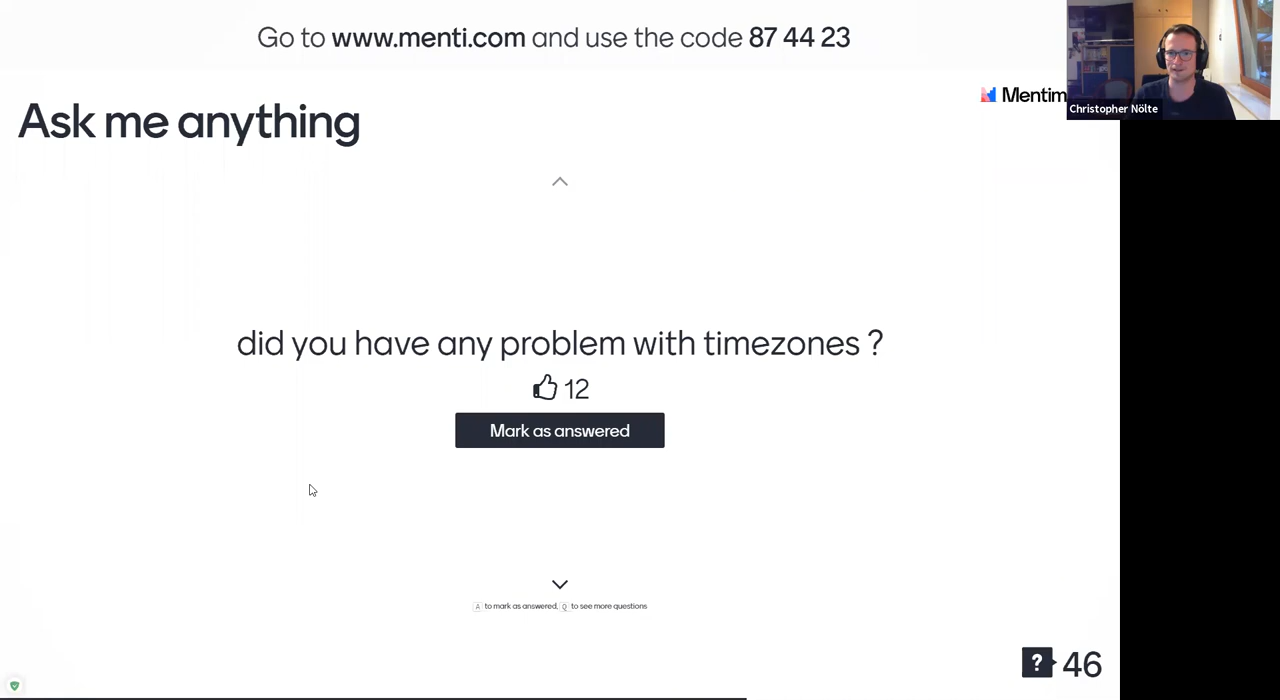 Go to www.menti.com and use the code 87 44 23
Ask me anything
Mentim
Christopher Nölte
did you have any problem with timezones ?
12
Mark as answered
A to mark as answered, Q to see more questions
?
46